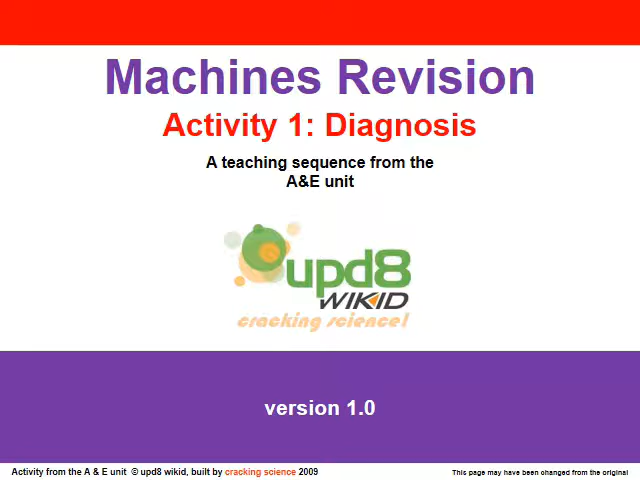 Machines Revision
Activity 1: Diagnosis
A teaching sequence from the
A&E unit
upd8
WIKID
cracking science!
version 1.0
Activity from the A & E unit © upd8 wikid, built by cracking science 2009
This page may have been changed from the original